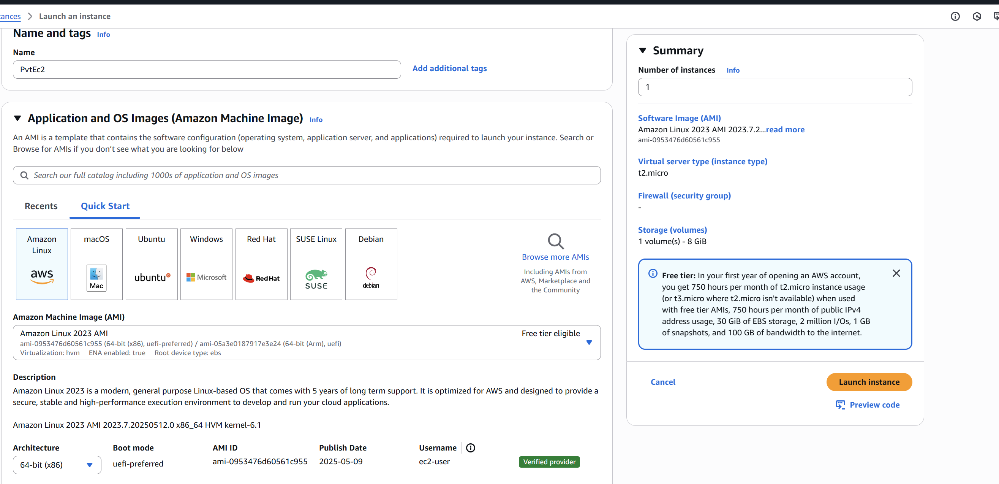 Launch an instance
Name and tags Info
Name
PvtEc2
Add additional tags
Application and OS Images (Amazon Machine Image) Info
An AMI is a template that contains the software configuration (operating system, application server, and applications) required to launch your instance. Search or
Browse for AMIs if you don’t see what you are looking for below
Search our full catalog including 1000s of application and OS images
Recents
Quick Start
Amazon
Linux
aws
macOS
Mac
Ubuntu
ubuntu
Windows
Microsoft
Red Hat
Red Hat
SUSE Linux
SUSE
Debian
debian
Browse more AMIs
Including AMIs from
AWS, Marketplace and
the Community
Amazon Machine Image (AMI)
Amazon Linux 2023 AMI
Free tier eligible
ami-0953476d60561c955 (64-bit (x86), uefi-preferred) / ami-05a3e0187917e3e24 (64-bit (Arm), uefi)
Virtualization: hvm ENA enabled: true Root device type: ebs
Description
Amazon Linux 2023 is a modern, general purpose Linux-based OS that comes with 5 years of long term support. It is optimized for AWS and designed to provide a
secure, stable and high-performance execution environment to develop and run your cloud applications.
Amazon Linux 2023 AMI 2023.7.20250512.0 x86_64 HVM kernel-6.1
Architecture
64-bit (x86)
Boot mode
uefi-preferred
AMI ID
ami-0953476d60561c955
Publish Date
2025-05-09
Username
ec2-user
Verified provider
Summary
Number of instances Info
1
Software Image (AMI)
Amazon Linux 2023 AMI 2023.7.2...read more
ami-0953476d60561c955
Virtual server type (instance type)
t2.micro
Firewall (security group)
-
Storage (volumes)
1 volume(s) - 8 GiB
Free tier: In your first year of opening an AWS account,
you get 750 hours per month of t2.micro instance usage
(or t3.micro where t2.micro isn't available) when used
with free tier AMIs, 750 hours per month of public IPv4
address usage, 30 GiB of EBS storage, 2 million I/Os, 1 GB
of snapshots, and 100 GB of bandwidth to the internet.
Cancel
Launch instance
Preview code